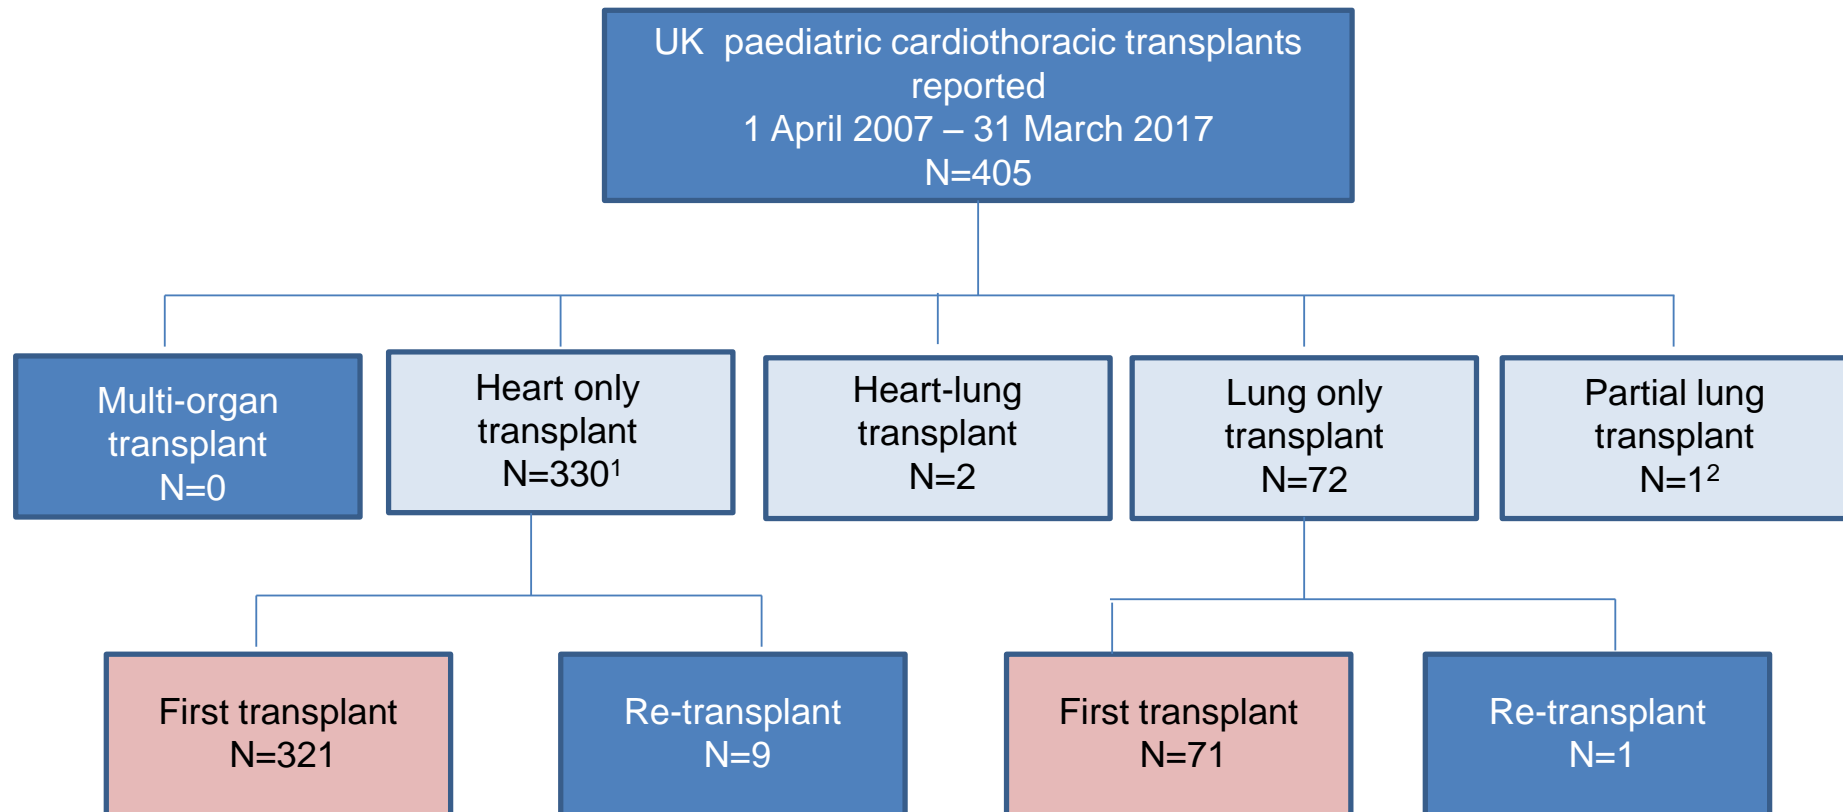 UK paediatric cardiothoracic transplants
reported
1 April 2007 – 31 March 2017
N=405
Multi-organ
transplant
N=0
Heart only
transplant
N=330¹
Heart-lung
transplant
N=2
Lung only
transplant
N=72
Partial lung
transplant
N=1²
First transplant
N=321
Re-transplant
N=9
First transplant
N=71
Re-transplant
N=1